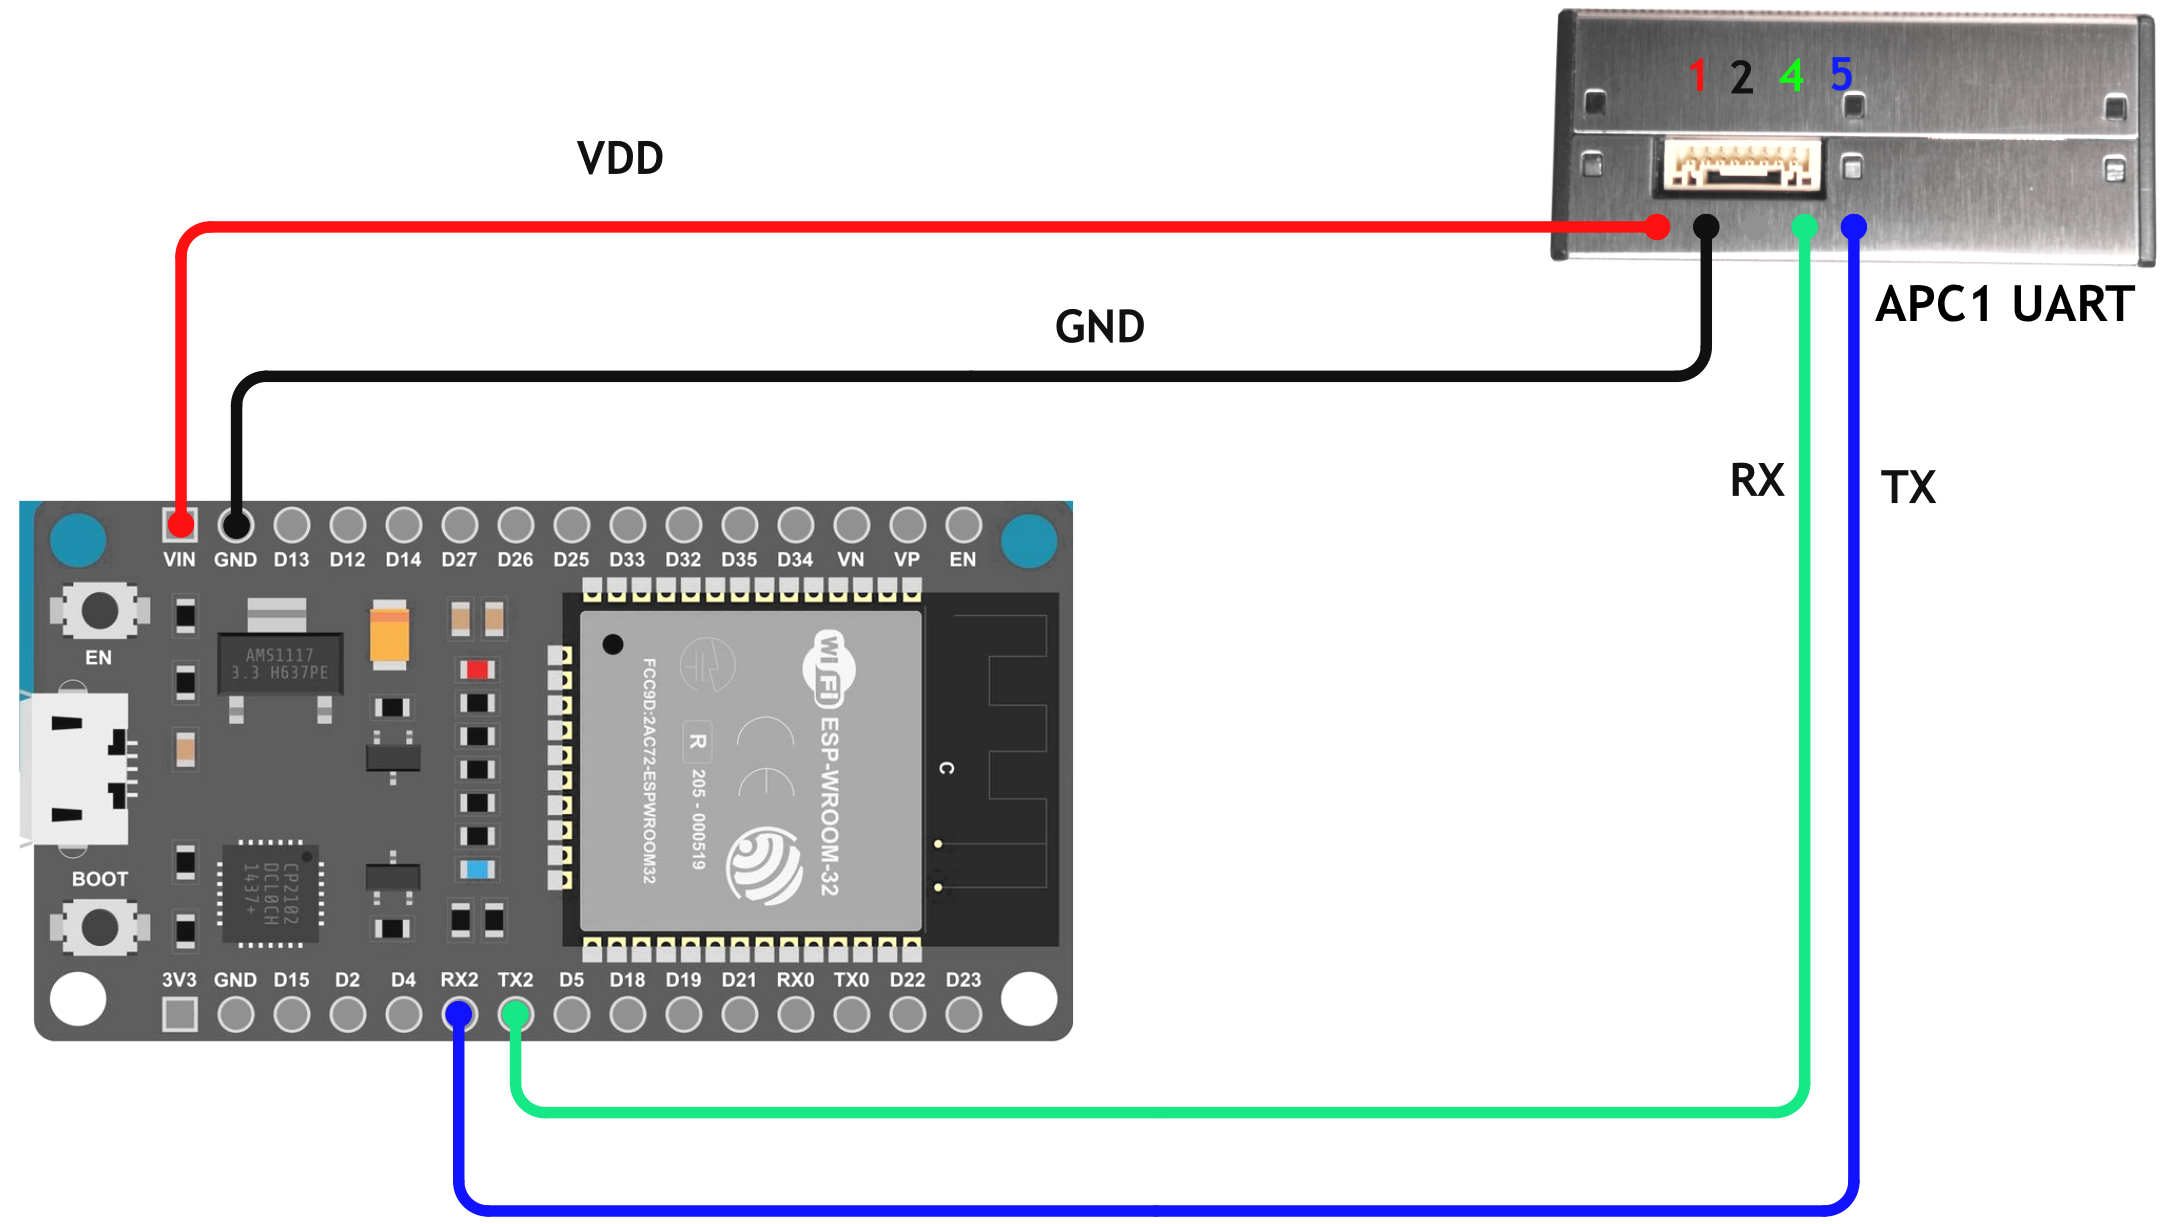 1 2 4 5
VDD
APC1 UART
GND
RX
TX
VIN GND D13 D12 D14 D27 D26 D25 D33 D32 D35 D34 VN VP EN
EN
AMS1117
3.3 H637PE
WiFi
ESP-WROOM-32
FCC9D:2AC72-ESPWROOM32
R
205 - 000519
CE
C
BOOT
CP2102
DCL0CH
1437+
3V3 GND D15 D2 D4 RX2 TX2 D5 D18 D19 D21 RX0 TX0 D22 D23